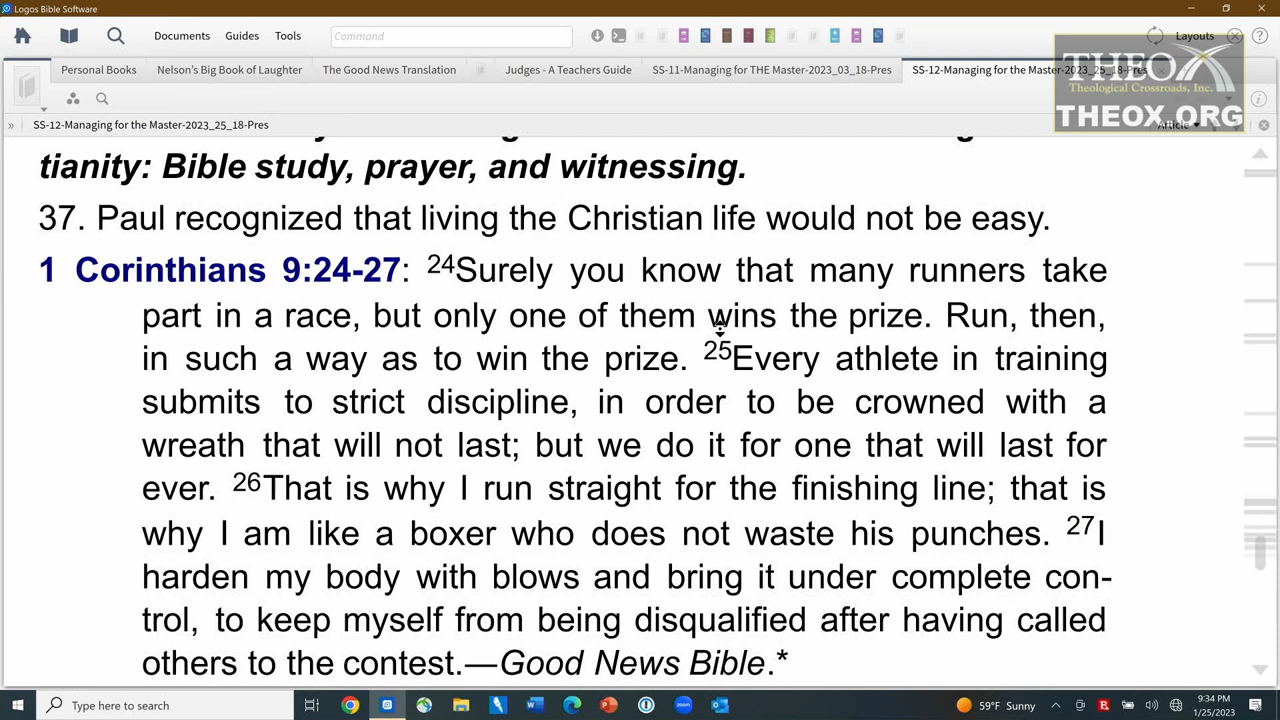 Logos Bible Software
Documents Guides Tools Command Layouts
Personal Books Nelson's Big Book of Laughter The Gor Judges - A Teachers Guide SS-11-Managing for THE Master2023_03_18-pres SS-12-Managing for the Master-2023_25_18-Pres
THEOX
Theological Crossroads, Inc.
THEOX.ORG
» SS-12-Managing for the Master-2023_25_18-Pres Article
tianity: Bible study, prayer, and witnessing.
37. Paul recognized that living the Christian life would not be easy.
1 Corinthians 9:24-27: 24Surely you know that many runners take
part in a race, but only one of them wins the prize. Run, then,
in such a way as to win the prize. 25Every athlete in training
submits to strict discipline, in order to be crowned with a
wreath that will not last; but we do it for one that will last for
ever. 26That is why I run straight for the finishing line; that is
why I am like a boxer who does not waste his punches. 27I
harden my body with blows and bring it under complete con-
trol, to keep myself from being disqualified after having called
others to the contest.—Good News Bible.*
Type here to search 59°F Sunny 9:34 PM
1/25/2023